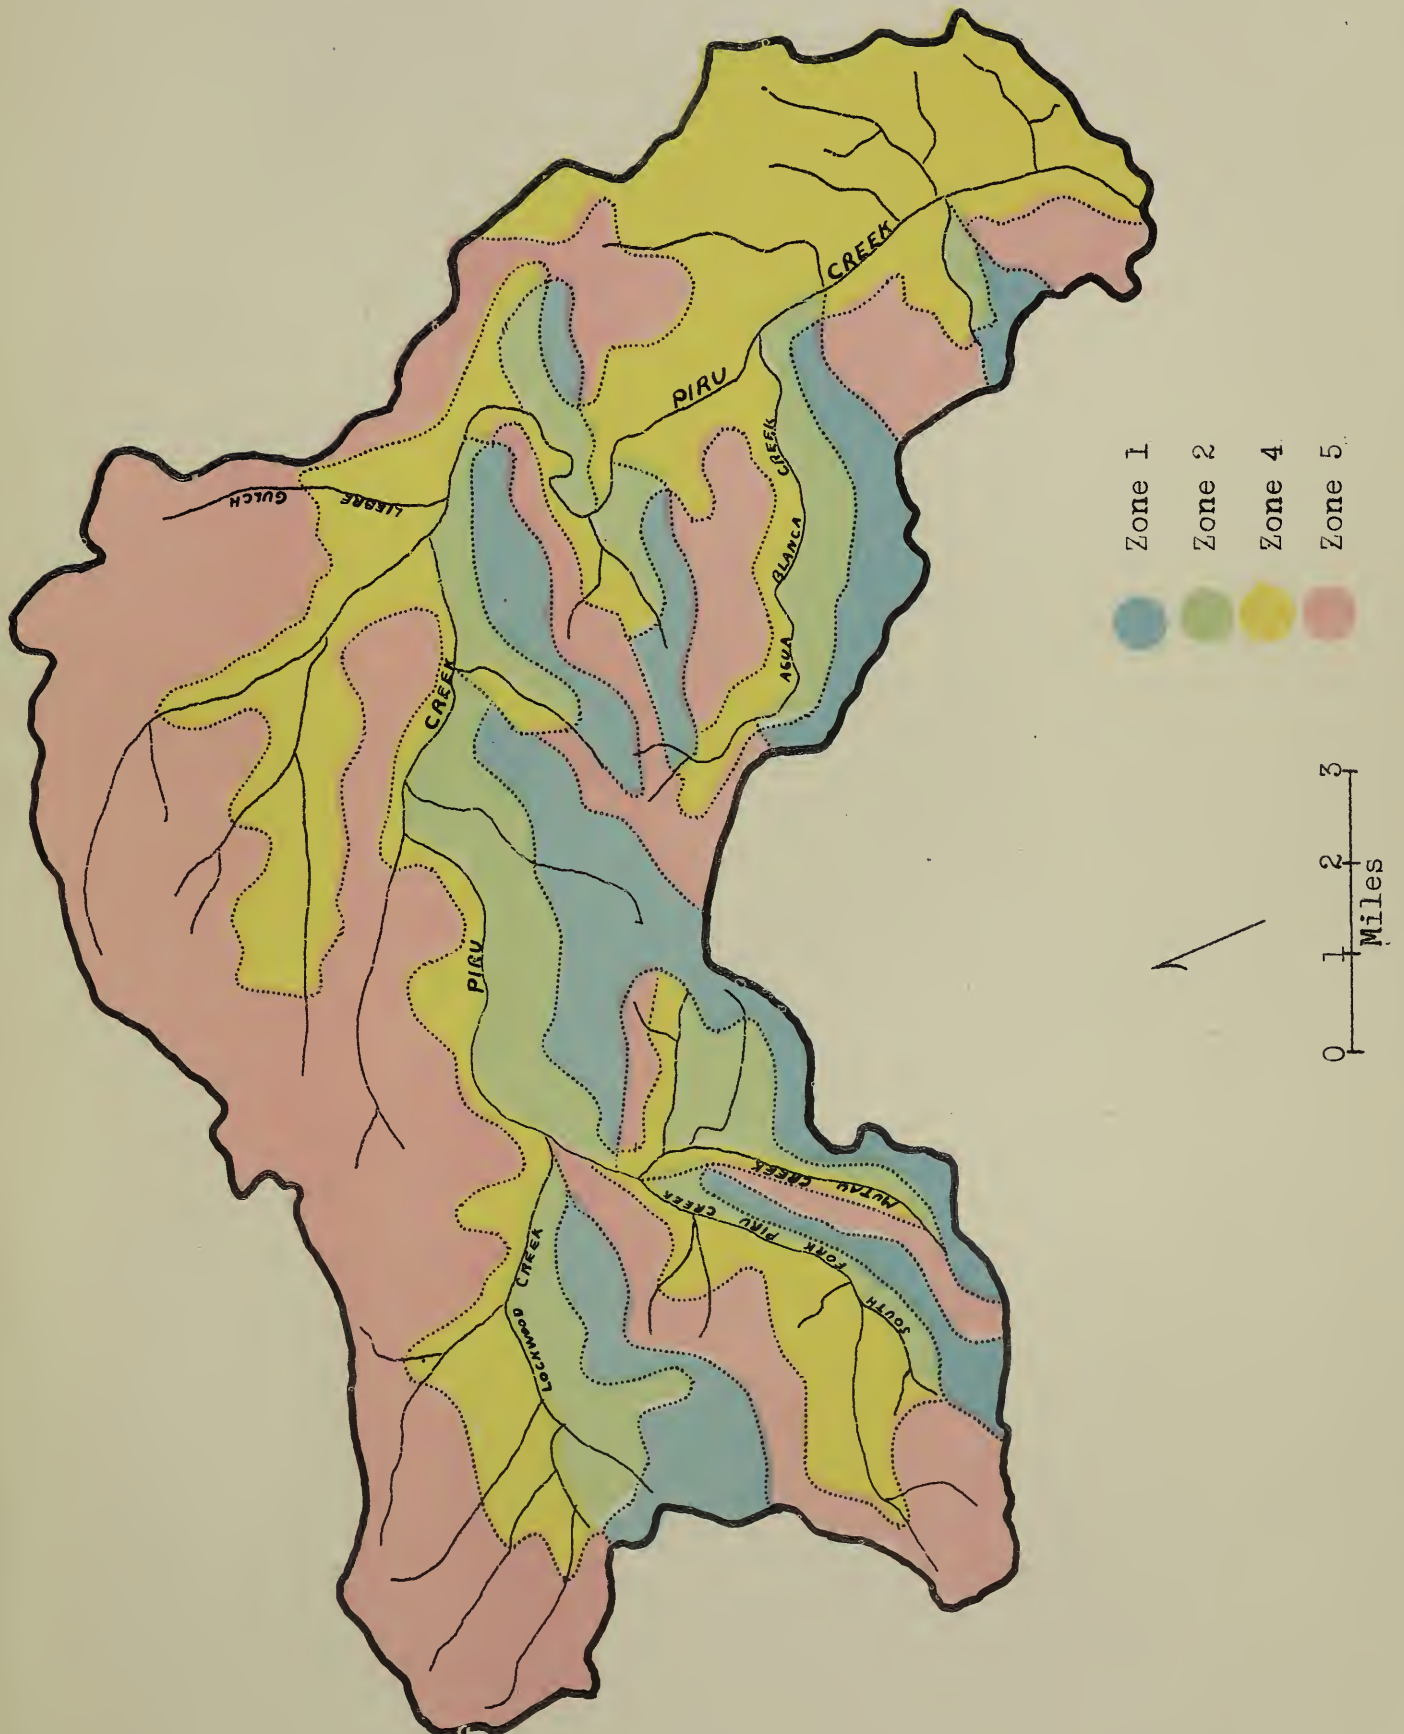 PIRU CREEK
AGUA BLANCA CREEK
LIEBRE GULCH
PIRU CREEK
LOCKWOOD CREEK
MUTAU CREEK
SOUTH FORK PIRU CREEK
Zone 1
Zone 2
Zone 4
Zone 5
0 1 2 3
Miles